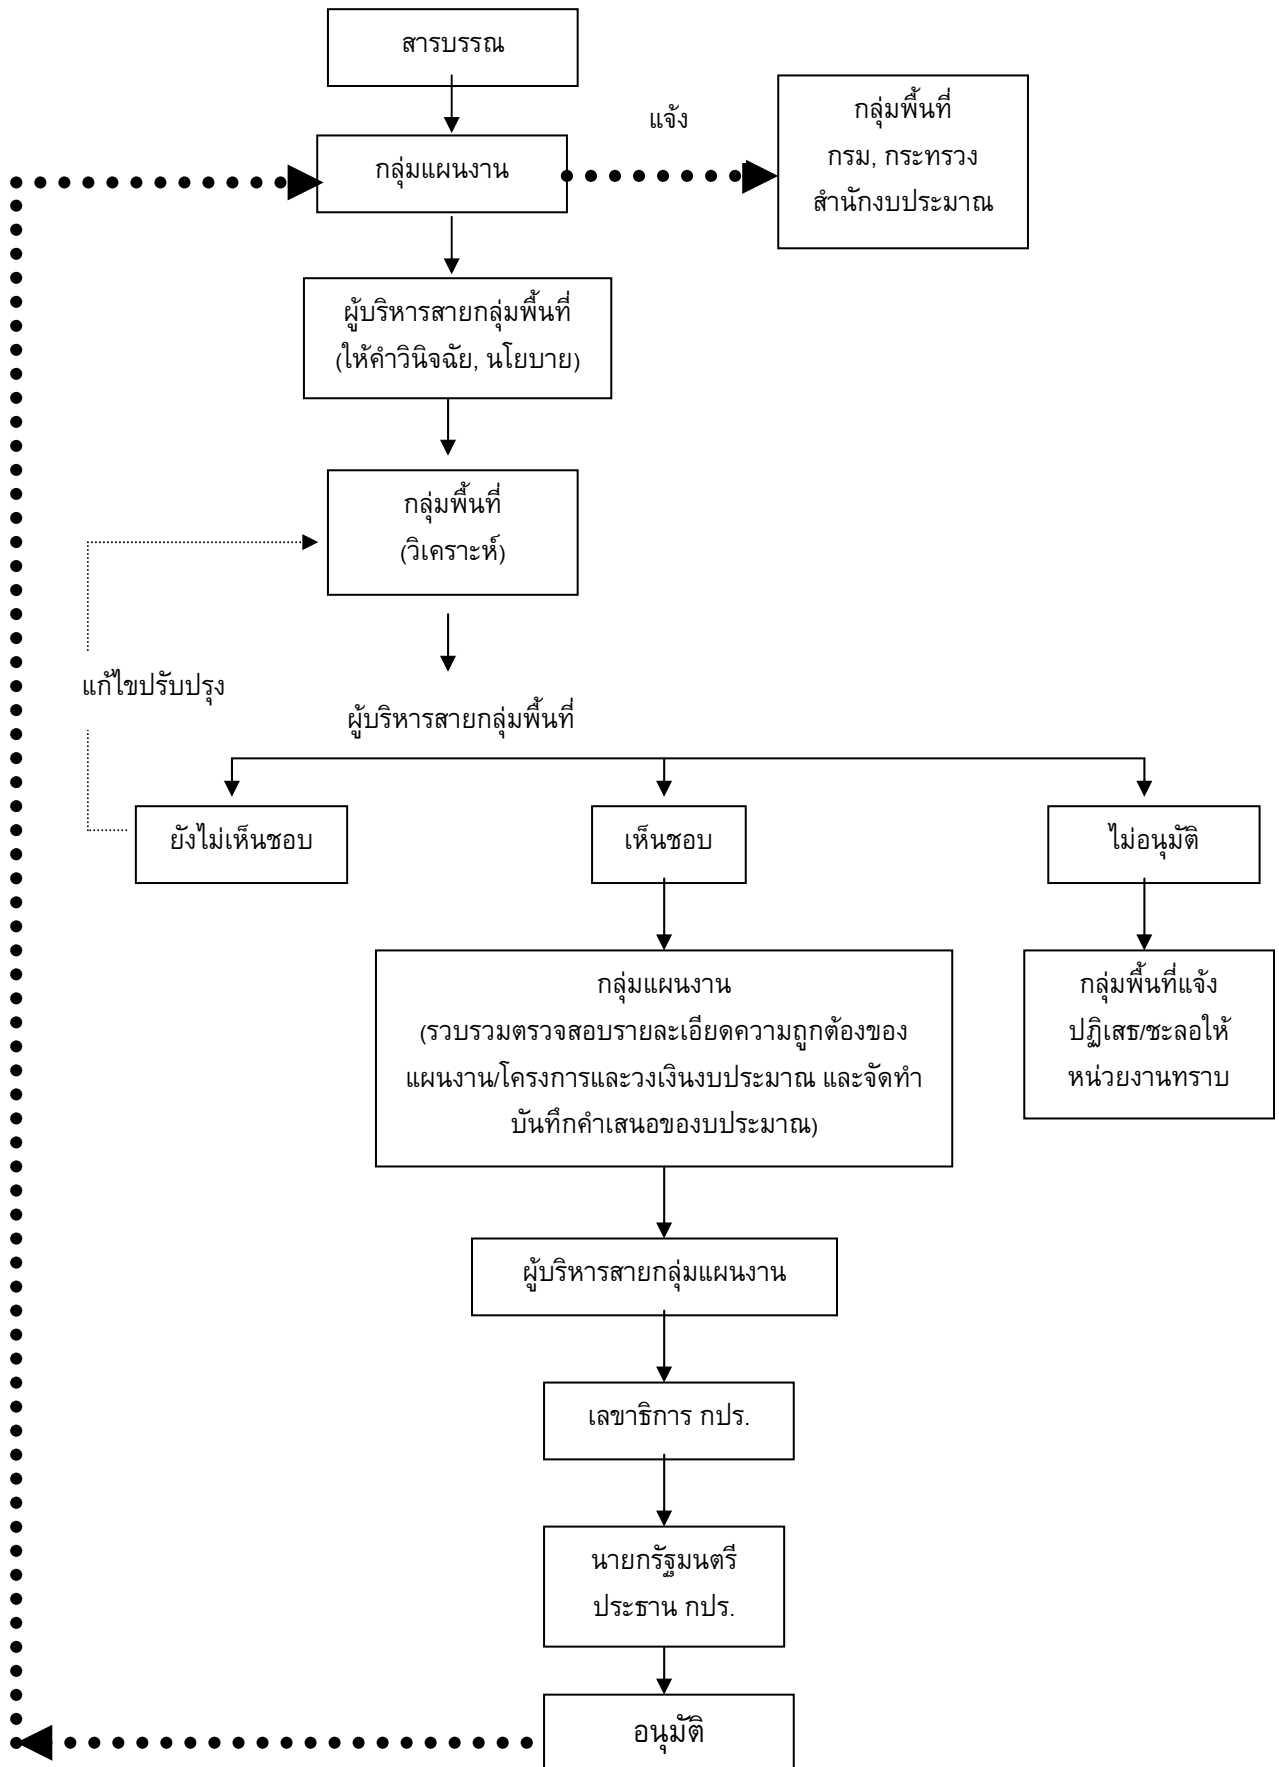 สารบรรณ
แจ้ง
กลุ่มพื้นที่
กรม, กระทรวง
สำนักงบประมาณ
กลุ่มแผนงาน
ผู้บริหารสายกลุ่มพื้นที่
(ให้คำวินิจฉัย, นโยบาย)
กลุ่มพื้นที่
(วิเคราะห์)
แก้ไขปรับปรุง
ผู้บริหารสายกลุ่มพื้นที่
ยังไม่เห็นชอบ
เห็นชอบ
ไม่อนุมัติ
กลุ่มแผนงาน
(รวบรวมตรวจสอบรายละเอียดความถูกต้องของ
แผนงาน/โครงการและวงเงินงบประมาณ และจัดทำ
บันทึกคำเสนอของบประมาณ)
กลุ่มพื้นที่แจ้ง
ปฏิเสธ/ชะลอให้
หน่วยงานทราบ
ผู้บริหารสายกลุ่มแผนงาน
เลขาธิการ กปร.
นายกรัฐมนตรี
ประธาน กปร.
อนุมัติ